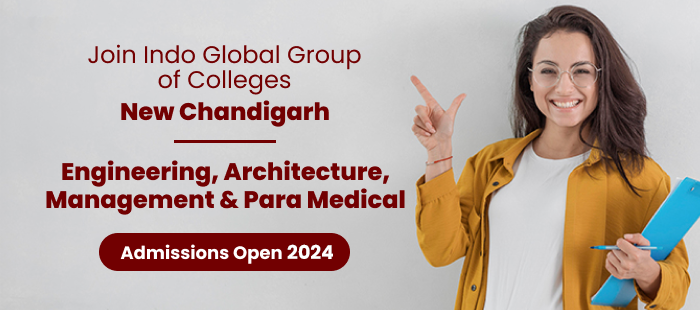 Join Indo Global Group
of Colleges
New Chandigarh
Engineering, Architecture,
Management & Para Medical
Admissions Open 2024